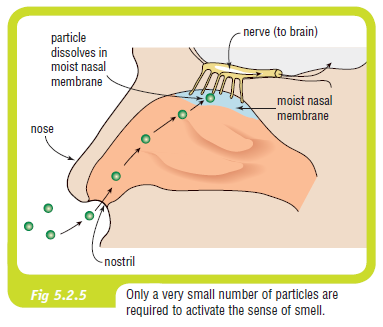 particle
dissolves in
moist nasal
membrane
nerve (to brain)
moist nasal
membrane
nose
nostril
Fig 5.2.5
Only a very small number of particles are
required to activate the sense of smell.